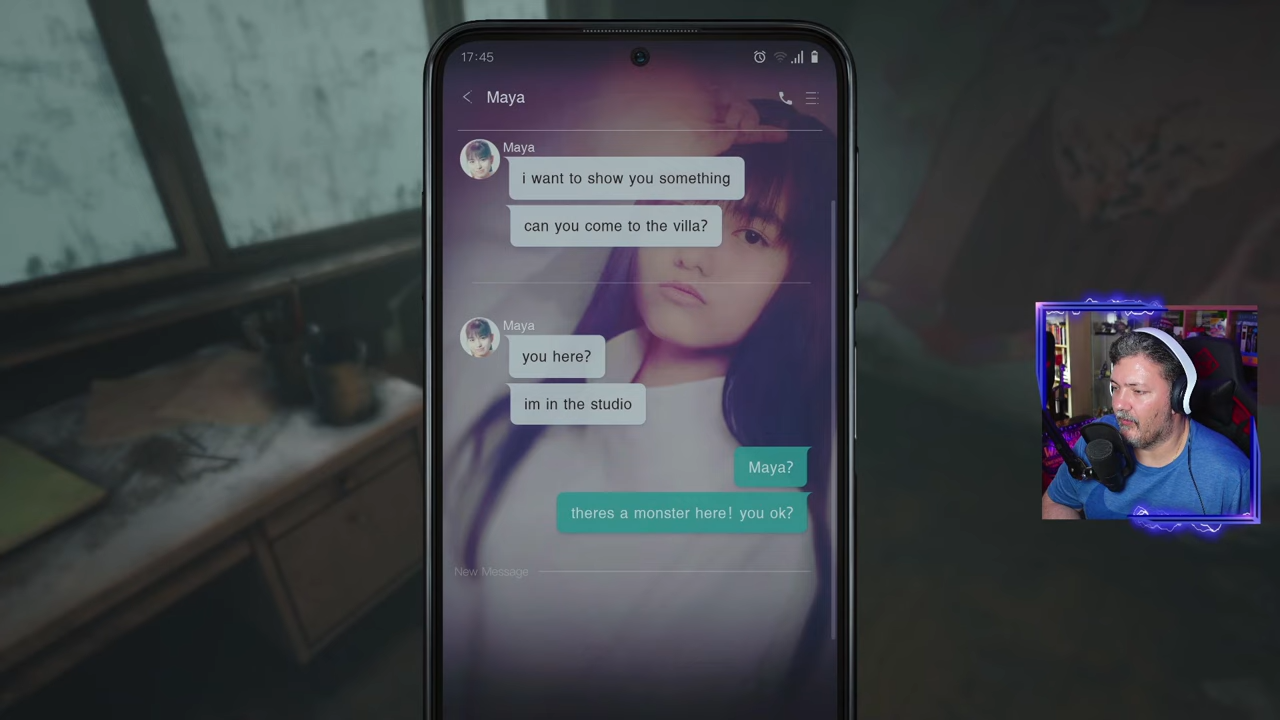 17:45
Maya
Maya
i want to show you something
can you come to the villa?
Maya
you here?
im in the studio
Maya?
theres a monster here! you ok?
New Message